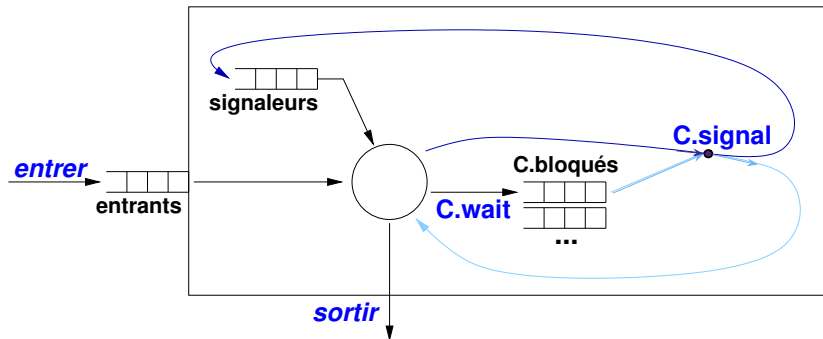 signaleurs
C.signal
entrer
C.bloqués
entrants
C.wait
...
sortir